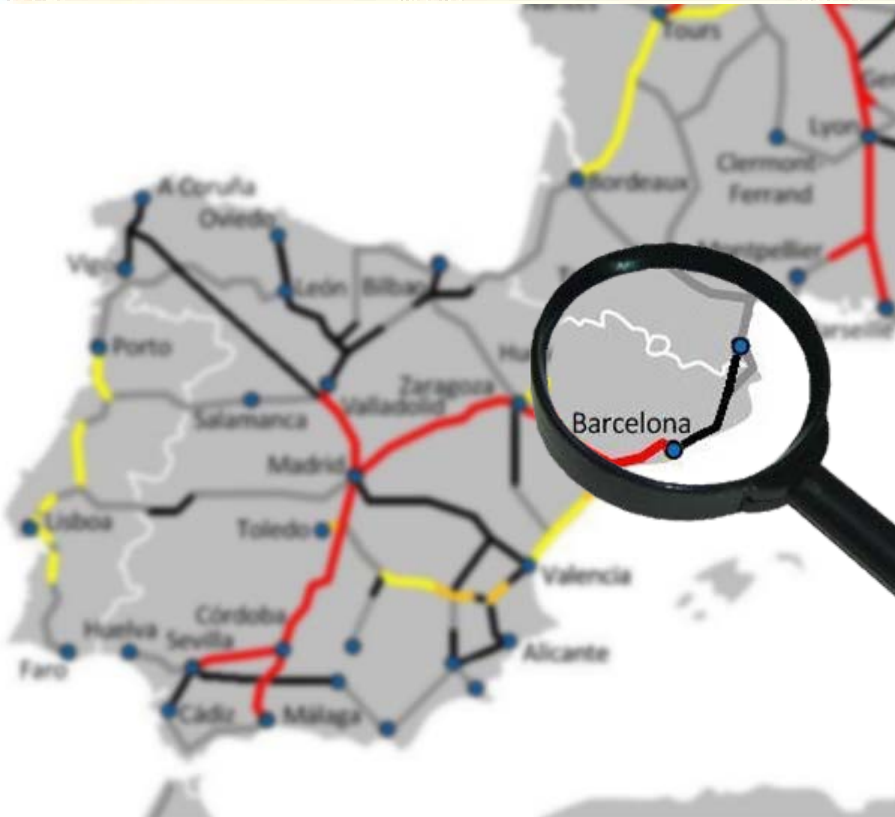 Tours
Lyon
Clermont
Ferrand
Bordeaux
Montpellier
A Coruña
Oviedo
Vigo
León
Porto
Zaragoza
Salamanca
Valladolid
Barcelona
Madrid
Lisboa
Toledo
Valencia
Córdoba
Huelva
Sevilla
Alicante
Faro
Cádiz
Málaga